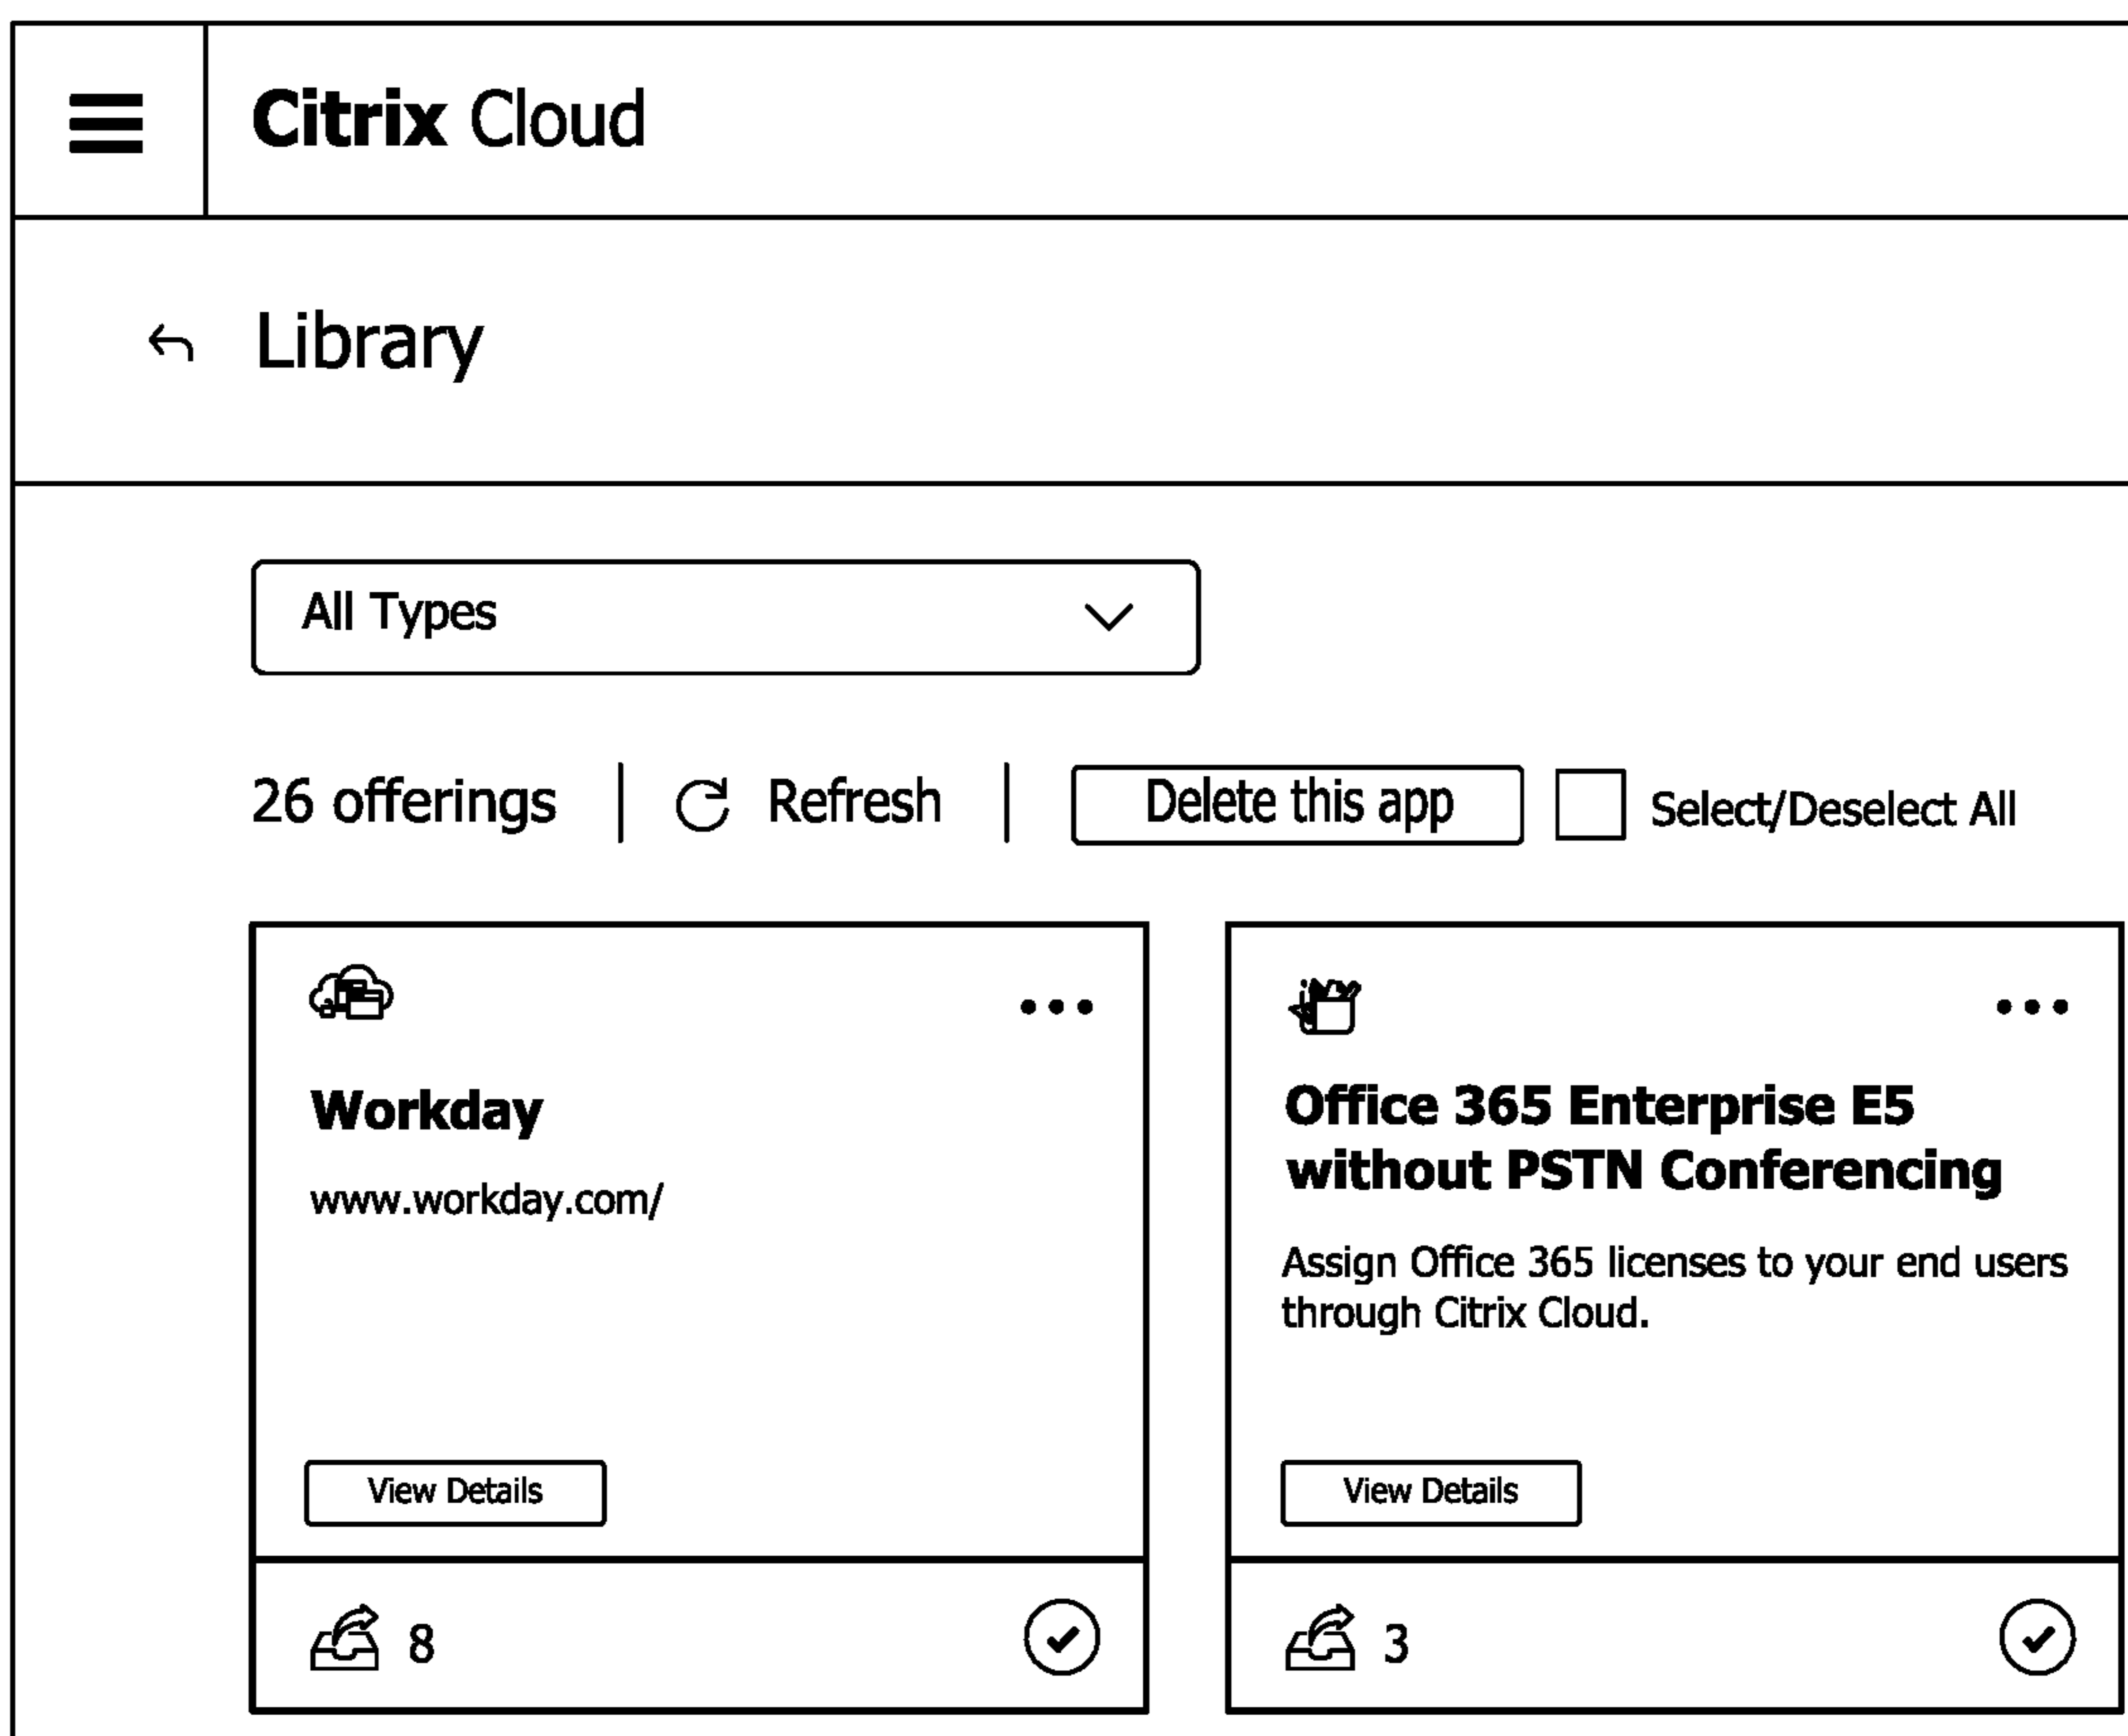 Citrix Cloud
Library
All Types
26 offerings Refresh Delete this app Select/Deselect All
Workday
www.workday.com/
View Details
8
Office 365 Enterprise E5
without PSTN Conferencing
Assign Office 365 licenses to your end users
through Citrix Cloud.
View Details
3